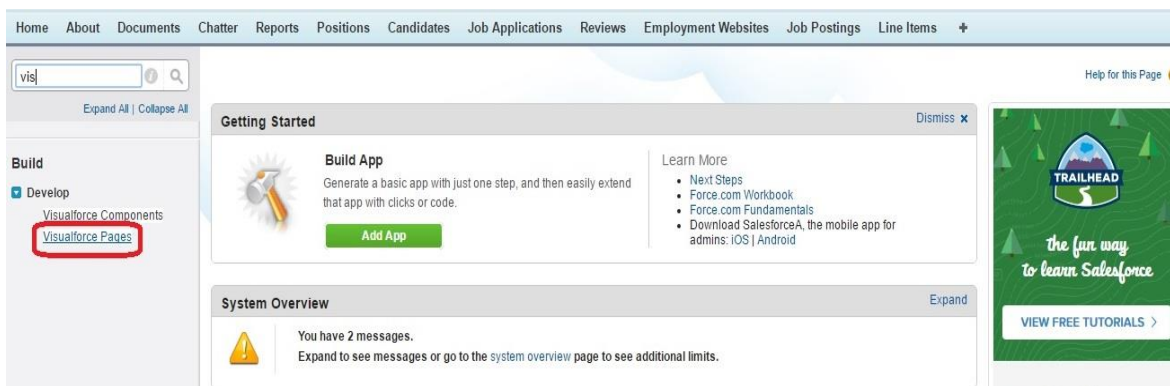 Home About Documents Chatter Reports Positions Candidates Job Applications Reviews Employment Websites Job Postings Line Items +
vis
Expand All | Collapse All
Build
Develop
Visualforce Components
Visualforce Pages
Help for this Page
Getting Started
Dismiss x
Build App
Generate a basic app with just one step, and then easily extend
that app with clicks or code.
Add App
Learn More
• Next Steps
• Force.com Workbook
• Force.com Fundamentals
• Download SalesforceA, the mobile app for
admins: iOS | Android
System Overview
Expand
You have 2 messages.
Expand to see messages or go to the system overview page to see additional limits.
TRAILHEAD
the fun way
to learn Salesforce
VIEW FREE TUTORIALS >